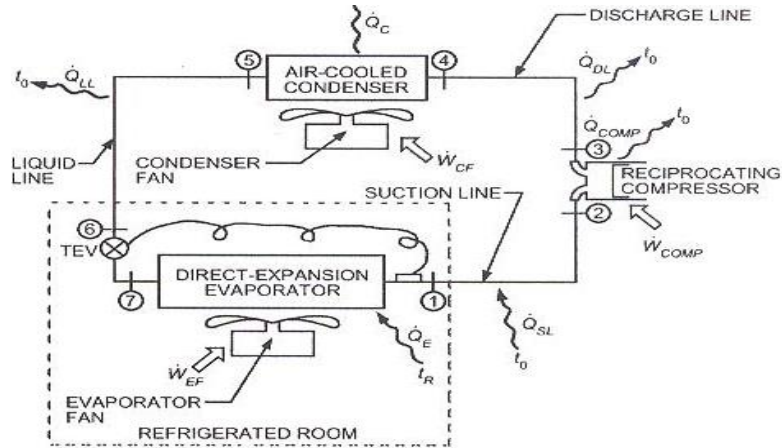 Q̇C
DISCHARGE LINE
5
AIR-COOLED
CONDENSER
4
t0
Q̇LL
Q̇DL
t0
Q̇COMP
t0
3
LIQUID
LINE
CONDENSER
FAN
ẆCF
SUCTION LINE
RECIPROCATING
COMPRESSOR
2
6
TEV
ẆCOMP
DIRECT-EXPANSION
EVAPORATOR
7
1
Q̇E
Q̇SL
tR
t0
ẆEF
EVAPORATOR
FAN
REFRIGERATED ROOM